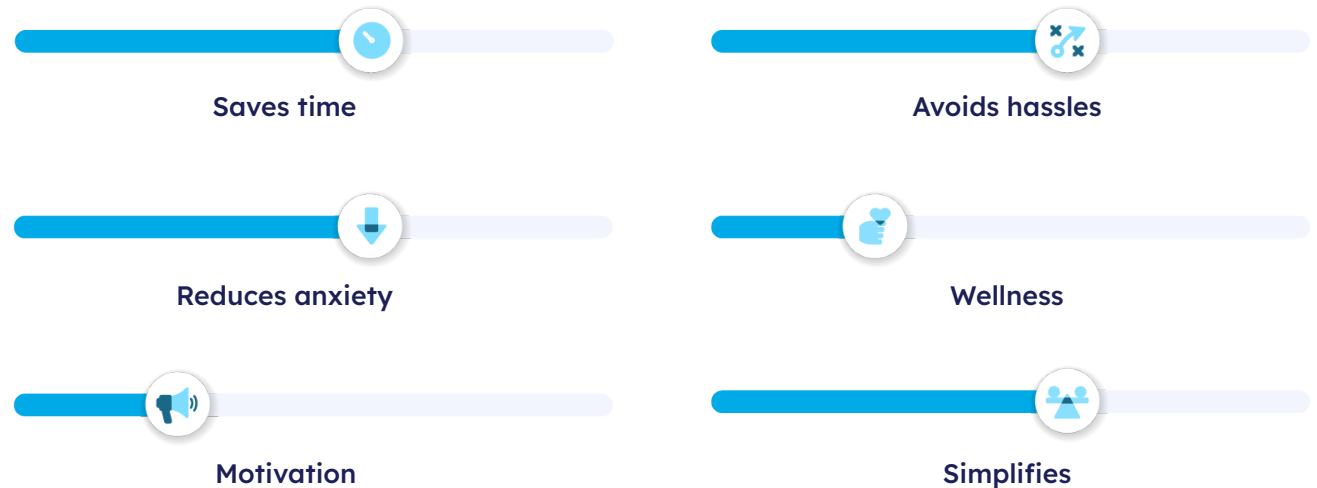 Saves time
Avoids hassles
Reduces anxiety
Wellness
Motivation
Simplifies